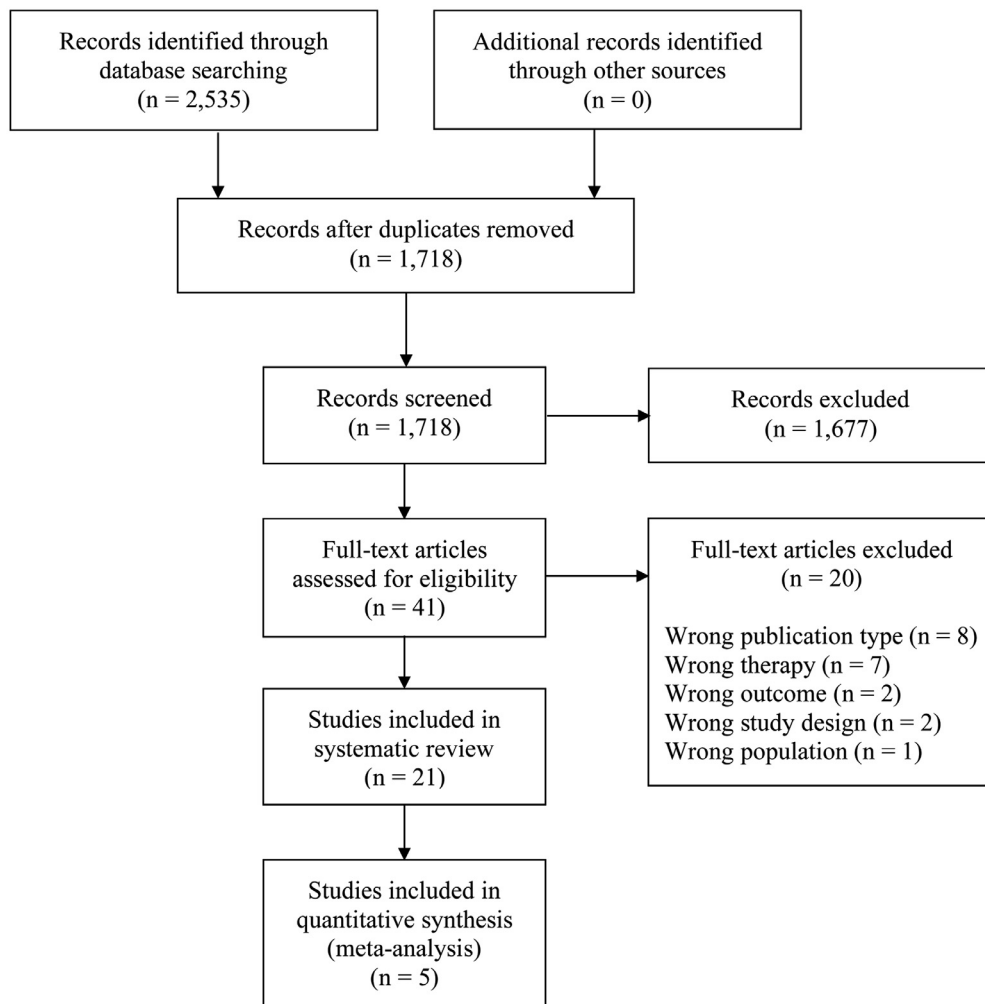 Records identified through
database searching
(n = 2,535)
Additional records identified
through other sources
(n = 0)
Records after duplicates removed
(n = 1,718)
Records screened
(n = 1,718)
Records excluded
(n = 1,677)
Full-text articles
assessed for eligibility
(n = 41)
Full-text articles excluded
(n = 20)
Wrong publication type (n = 8)
Wrong therapy (n = 7)
Wrong outcome (n = 2)
Wrong study design (n = 2)
Wrong population (n = 1)
Studies included in
systematic review
(n = 21)
Studies included in
quantitative synthesis
(meta-analysis)
(n = 5)